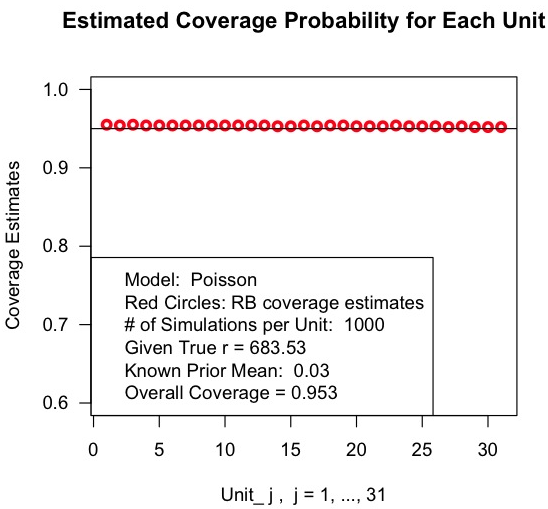 Estimated Coverage Probability for Each Unit
1.0
0.9
0.8
0.7
0.6
Coverage Estimates
Model:  Poisson
Red Circles: RB coverage estimates
# of Simulations per Unit:  1000
Given True r = 683.53
Known Prior Mean:  0.03
Overall Coverage = 0.953
0 5 10 15 20 25 30
Unit_ j ,  j = 1, ..., 31